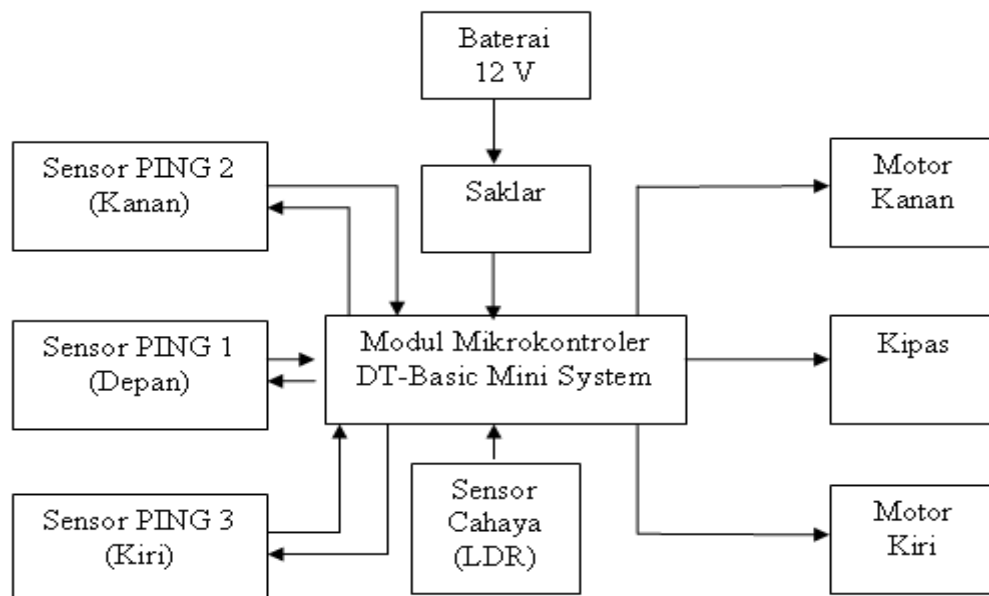 Baterai
12 V
Sensor PING 2
(Kanan)
Saklar
Motor
Kanan
Sensor PING 1
(Depan)
Modul Mikrokontroler
DT-Basic Mini System
Kipas
Sensor PING 3
(Kiri)
Sensor
Cahaya
(LDR)
Motor
Kiri